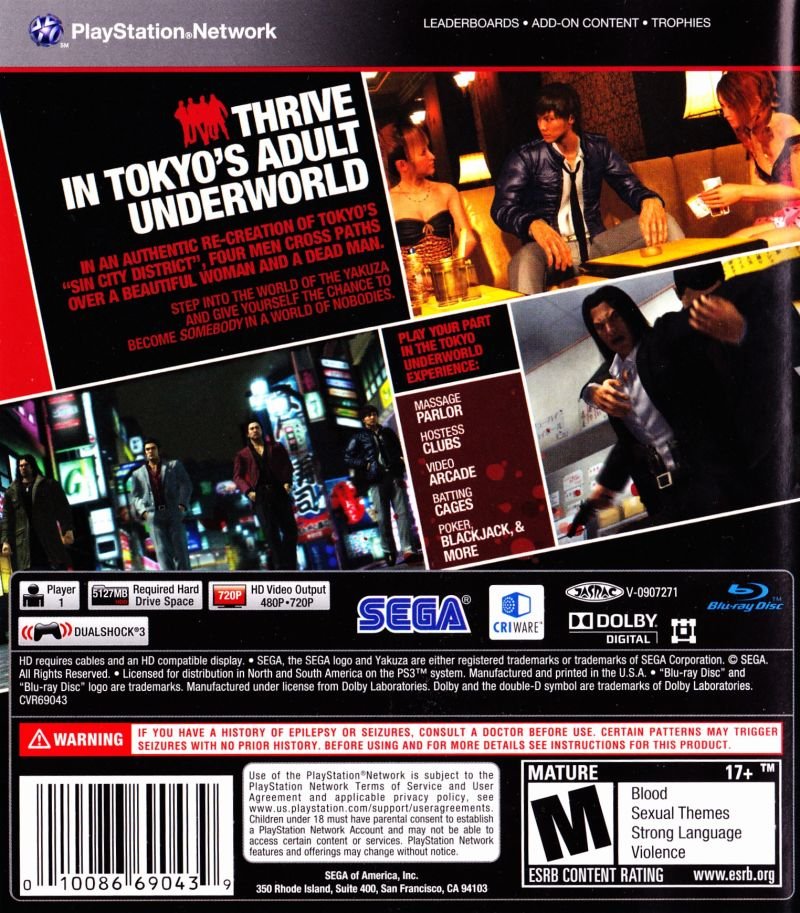 PlayStation®Network
SM
LEADERBOARDS • ADD-ON CONTENT • TROPHIES
THRIVE
IN TOKYO'S ADULT
UNDERWORLD
IN AN AUTHENTIC RE-CREATION OF TOKYO'S
“SIN CITY DISTRICT”, FOUR MEN CROSS PATHS
OVER A BEAUTIFUL WOMAN AND A DEAD MAN.
STEP INTO THE WORLD OF THE YAKUZA
AND GIVE YOURSELF THE CHANCE TO
BECOME SOMEBODY IN A WORLD OF NOBODIES.
PLAY YOUR PART
IN THE TOKYO
UNDERWORLD
EXPERIENCE:
MASSAGE
PARLOR
HOSTESS
CLUBS
VIDEO
ARCADE
BATTING
CAGES
POKER,
BLACKJACK, &
MORE
Player
1
5127MB
HDD
Required Hard
Drive Space
720P
HD Video Output
480P•720P
DUALSHOCK®3
SEGA®
CRIWARE™
JASRAC V-0907271
DOLBY
DIGITAL
Blu-ray Disc™
HD requires cables and an HD compatible display. • SEGA, the SEGA logo and Yakuza are either registered trademarks or trademarks of SEGA Corporation. © SEGA.
All Rights Reserved. • Licensed for distribution in North and South America on the PS3™ system. Manufactured and printed in the U.S.A. • “Blu-ray Disc” and
“Blu-ray Disc” logo are trademarks. Manufactured under license from Dolby Laboratories. Dolby and the double-D symbol are trademarks of Dolby Laboratories.
CVR69043
WARNING
IF YOU HAVE A HISTORY OF EPILEPSY OR SEIZURES, CONSULT A DOCTOR BEFORE USE. CERTAIN PATTERNS MAY TRIGGER
SEIZURES WITH NO PRIOR HISTORY. BEFORE USING AND FOR MORE DETAILS SEE INSTRUCTIONS FOR THIS PRODUCT.
0 10086 69043 9
Use of the PlayStation®Network is subject to the
PlayStation Network Terms of Service and User
Agreement and applicable privacy policy, see
www.us.playstation.com/support/useragreements.
Children under 18 must have parental consent to establish
a PlayStation Network Account and may not be able to
access certain content or services. PlayStation Network
features and offerings may change without notice.
SEGA of America, Inc.
350 Rhode Island, Suite 400, San Francisco, CA 94103
MATURE 17+ ™
M
Blood
Sexual Themes
Strong Language
Violence
ESRB CONTENT RATING www.esrb.org